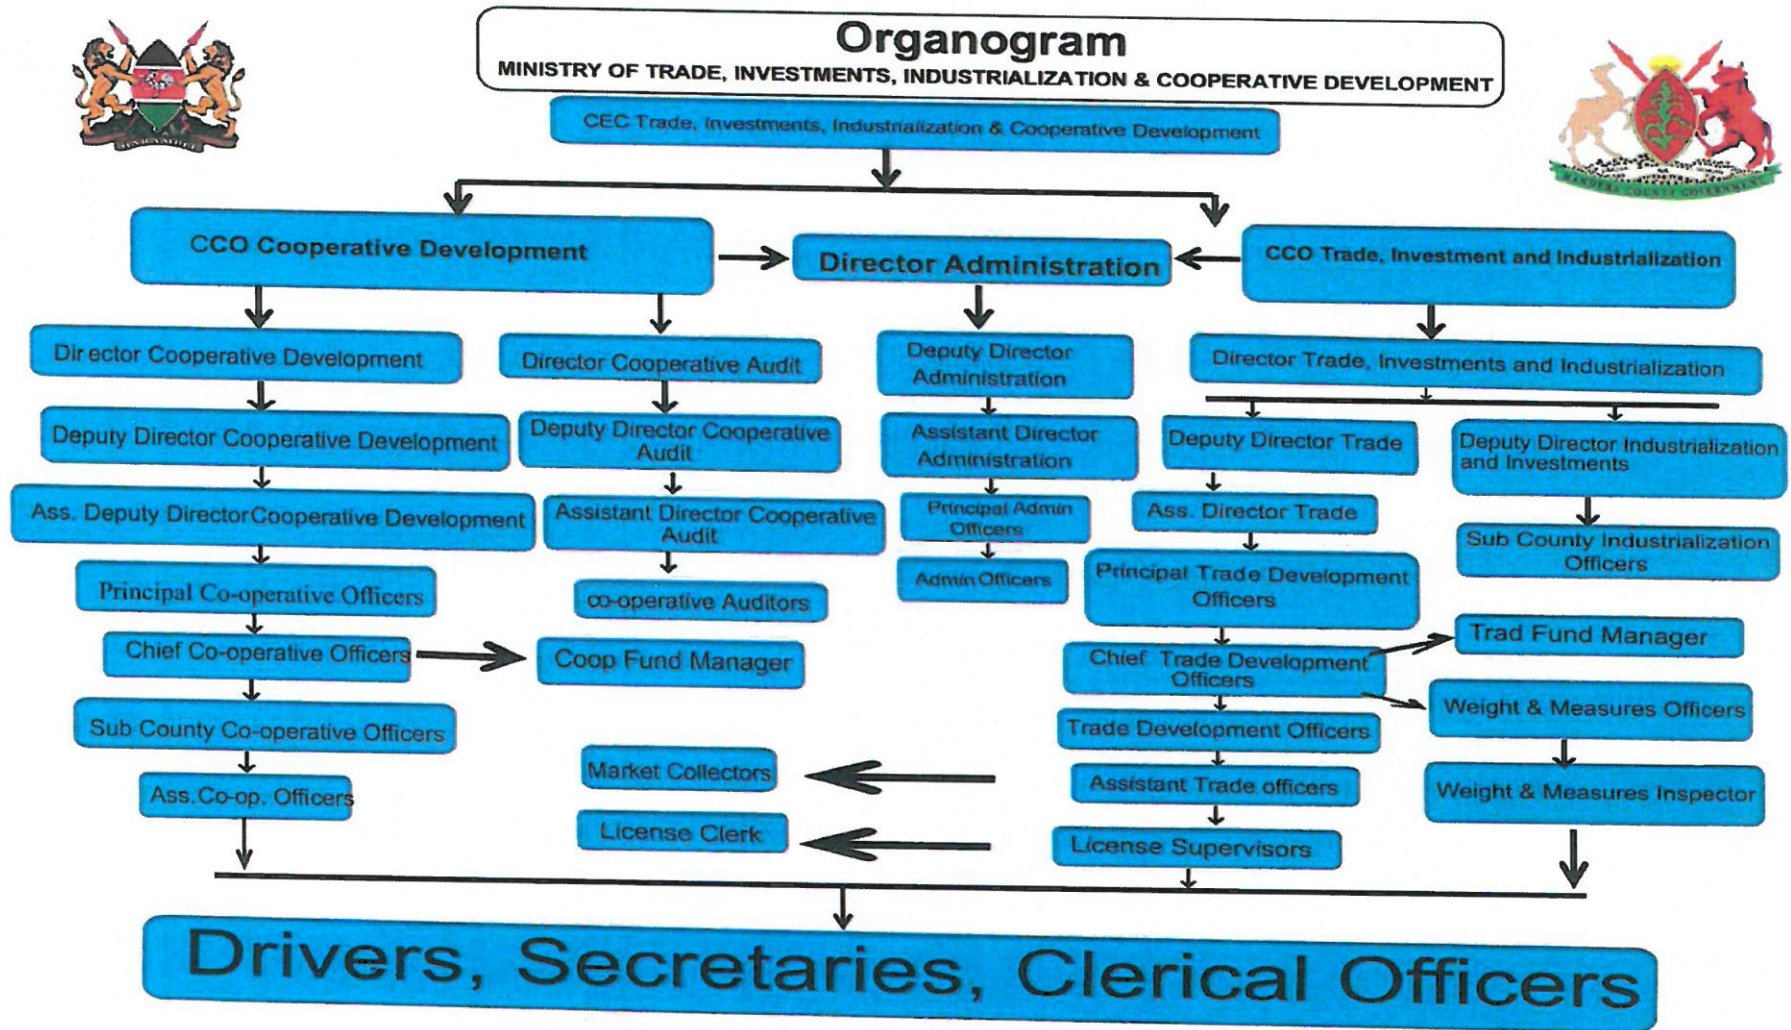 Organogram
MINISTRY OF TRADE, INVESTMENTS, INDUSTRIALIZATION & COOPERATIVE DEVELOPMENT
CEC Trade, Investments, Industrialization & Cooperative Development
MANDERA COUNTY GOVERNMENT
CCO Cooperative Development
Director Administration
CCO Trade, Investment and Industrialization
Director Cooperative Development
Director Cooperative Audit
Deputy Director
Administration
Director Trade, Investments and Industrialization
Deputy Director Cooperative Development
Deputy Director Cooperative
Audit
Assistant Director
Administration
Deputy Director Trade
Deputy Director Industrialization
and Investments
Ass. Deputy DirectorCooperative Development
Assistant Director Cooperative
Audit
Principal Admin
Officers
Ass. Director Trade
Sub County Industrialization
Officers
Principal Co-operative Officers
co-operative Auditors
Admin Officers
Principal Trade Development
Officers
Chief Co-operative Officers
Coop Fund Manager
Chief Trade Development
Officers
Trad Fund Manager
Sub County Co-operative Officers
Trade Development Officers
Weight & Measures Officers
Ass.Co-op. Officers
Market Collectors
Assistant Trade officers
Weight & Measures Inspector
License Clerk
License Supervisors
Drivers, Secretaries, Clerical Officers